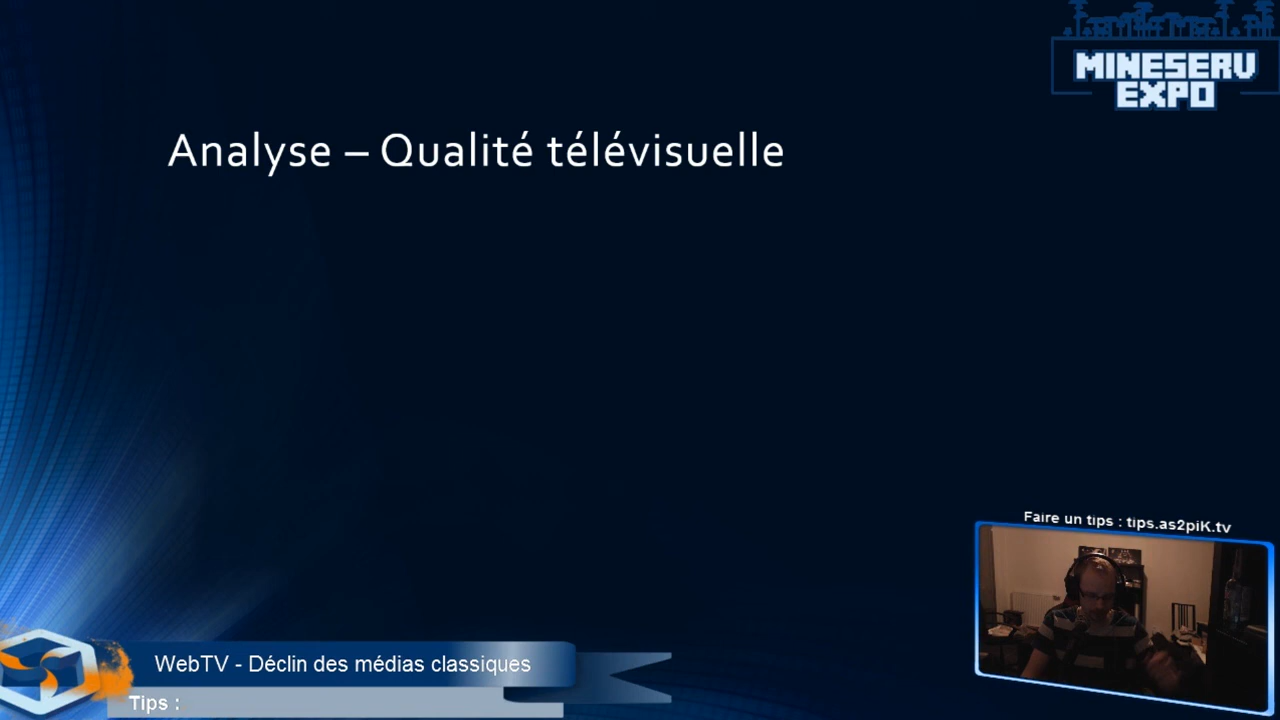 MINESERV
EXPO
Analyse – Qualité télévisuelle
Faire un tips : tips.as2piK.tv
WebTV - Déclin des médias classiques
Tips :